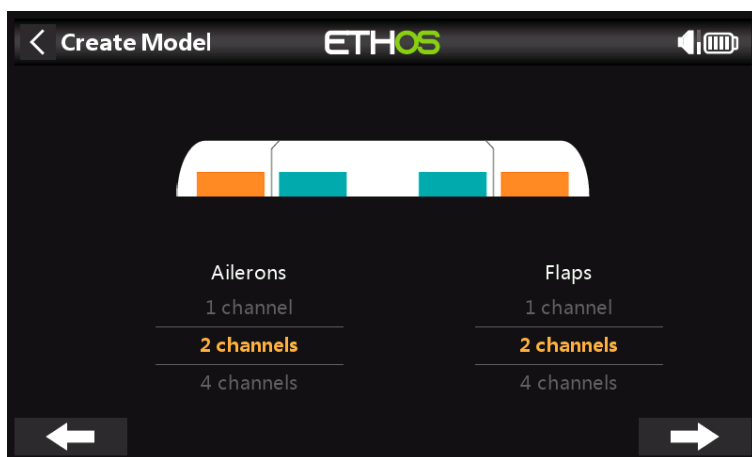 Create Model
ETHOS
Ailerons
Flaps
1 channel
1 channel
2 channels
2 channels
4 channels
4 channels